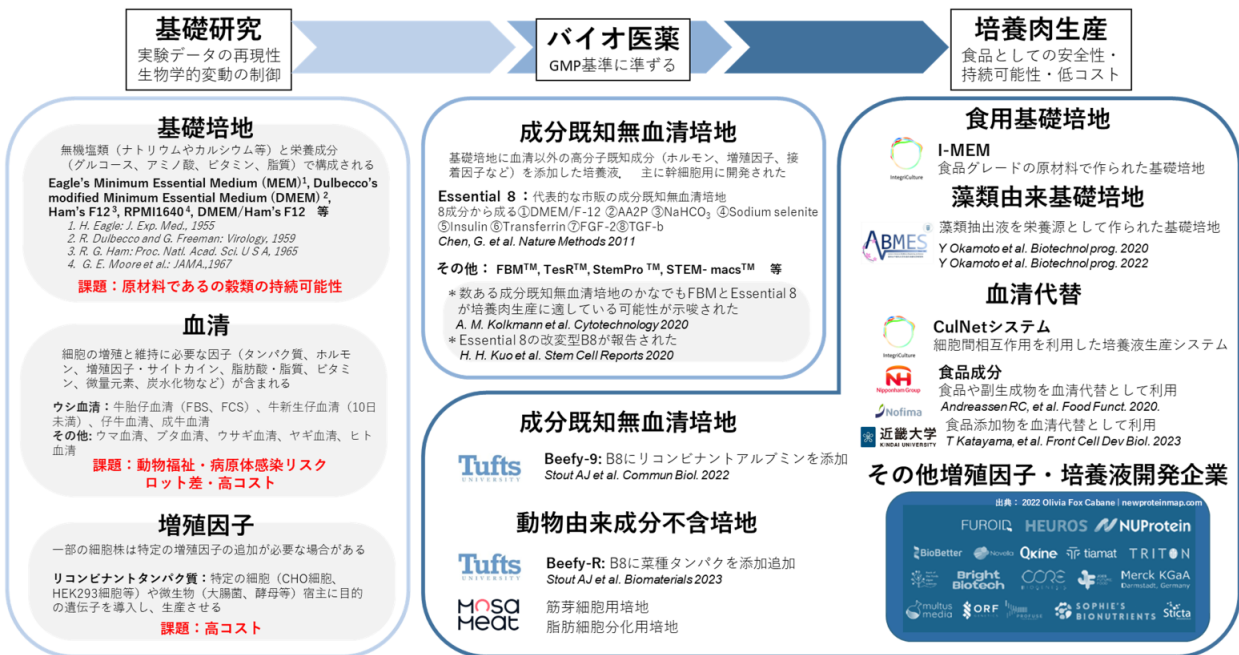 基礎研究
実験データの再現性
生物学的変動の制御
バイオ医薬
GMP基準に準ずる
培養肉生産
食品としての安全性・
持続可能性・低コスト
基礎培地
無機塩類（ナトリウムやカルシウム等）と栄養成分
（グルコース、アミノ酸、ビタミン、脂質）で構成される
Eagle's Minimum Essential Medium (MEM)¹, Dulbecco's
modified Minimum Essential Medium (DMEM) ²,
Ham's F12³, RPMI1640⁴, DMEM/Ham's F12 等
1. H. Eagle: J. Exp. Med., 1955
2. R. Dulbecco and G. Freeman: Virology, 1959
3. R. G. Ham: Proc. Natl. Acad. Sci. U S A, 1965
4. G. E. Moore et al.: JAMA.,1967
課題：原材料であるの穀類の持続可能性
血清
細胞の増殖と維持に必要な因子（タンパク質、ホルモ
ン、増殖因子・サイトカイン、脂肪酸・脂質、ビタミ
ン、微量元素、炭水化物など）が含まれる
ウシ血清：牛胎仔血清（FBS、FCS）、牛新生仔血清（10日
未満）、仔牛血清、成牛血清
その他: ウマ血清、ブタ血清、ウサギ血清、ヤギ血清、ヒト
血清
課題：動物福祉・病原体感染リスク
ロット差・高コスト
増殖因子
一部の細胞株は特定の増殖因子の追加が必要な場合がある
リコンビナントタンパク質：特定の細胞（CHO細胞、
HEK293細胞等）や微生物（大腸菌、酵母等）宿主に目的
の遺伝子を導入し、生産させる
課題：高コスト
成分既知無血清培地
基礎培地に血清以外の高分子既知成分（ホルモン、増殖因子、接
着因子など）を添加した培養液． 主に幹細胞用に開発された
Essential 8：代表的な市販の成分既知無血清培地
8成分から成る①DMEM/F-12 ②AA2P ③NaHCO₃ ④Sodium selenite
⑤Insulin ⑥Transferrin ⑦FGF-2⑧TGF-b
Chen, G. et al. Nature Methods 2011
その他： FBM™, TesR™, StemPro ™, STEM- macs™ 等
＊数ある成分既知無血清培地のかなでもFBMとEssential 8
が培養肉生産に適している可能性が示唆された
A. M. Kolkmann et al. Cytotechnology 2020
＊Essential 8の改変型B8が報告された
H. H. Kuo et al. Stem Cell Reports 2020
成分既知無血清培地
Tufts
UNIVERSITY
Beefy-9: B8にリコンビナントアルブミンを添加
Stout AJ et al. Commun Biol. 2022
動物由来成分不含培地
Tufts
UNIVERSITY
Beefy-R: B8に菜種タンパクを添加追加
Stout AJ et al. Biomaterials 2023
MOSA
MEAT
筋芽細胞用培地
脂肪細胞分化用培地
食用基礎培地
IntegriCulture
I-MEM
食品グレードの原材料で作られた基礎培地
藻類由来基礎培地
ABMES
藻類抽出液を栄養源として作られた基礎培地
Y Okamoto et al. Biotechnol prog. 2020
Y Okamoto et al. Biotechnol prog. 2022
血清代替
IntegriCulture
CulNetシステム
細胞間相互作用を利用した培養液生産システム
NipponHam Group
食品成分
食品や副生成物を血清代替として利用
Andreassen RC, et al. Food Funct. 2020.
Nofima
食品添加物を血清代替として利用
近畿大学
KINDAI UNIVERSITY
T Katayama, et al. Front Cell Dev Biol. 2023
その他増殖因子・培養液開発企業
出典： 2022 Olivia Fox Cabane | newproteinmap.com
FUROID HEUROS NUProtein
BioBetter Novella Qkine tiamat TRITON
Bright
Biotech
CORE
Merck KGaA
Darmstadt, Germany
multus
media
ORF
SOPHIE'S
BIONUTRIENTS
Sticta